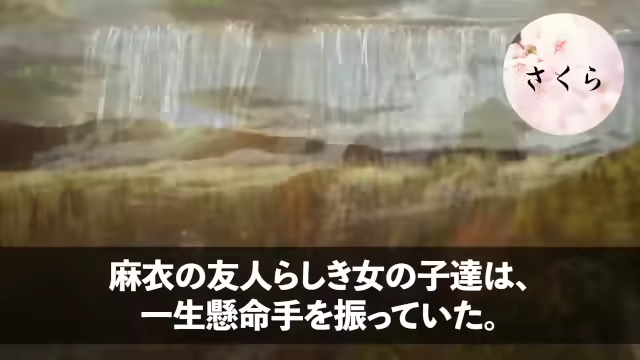 さくら
麻衣の友人らしき女の子達は、
一生懸命手を振っていた。